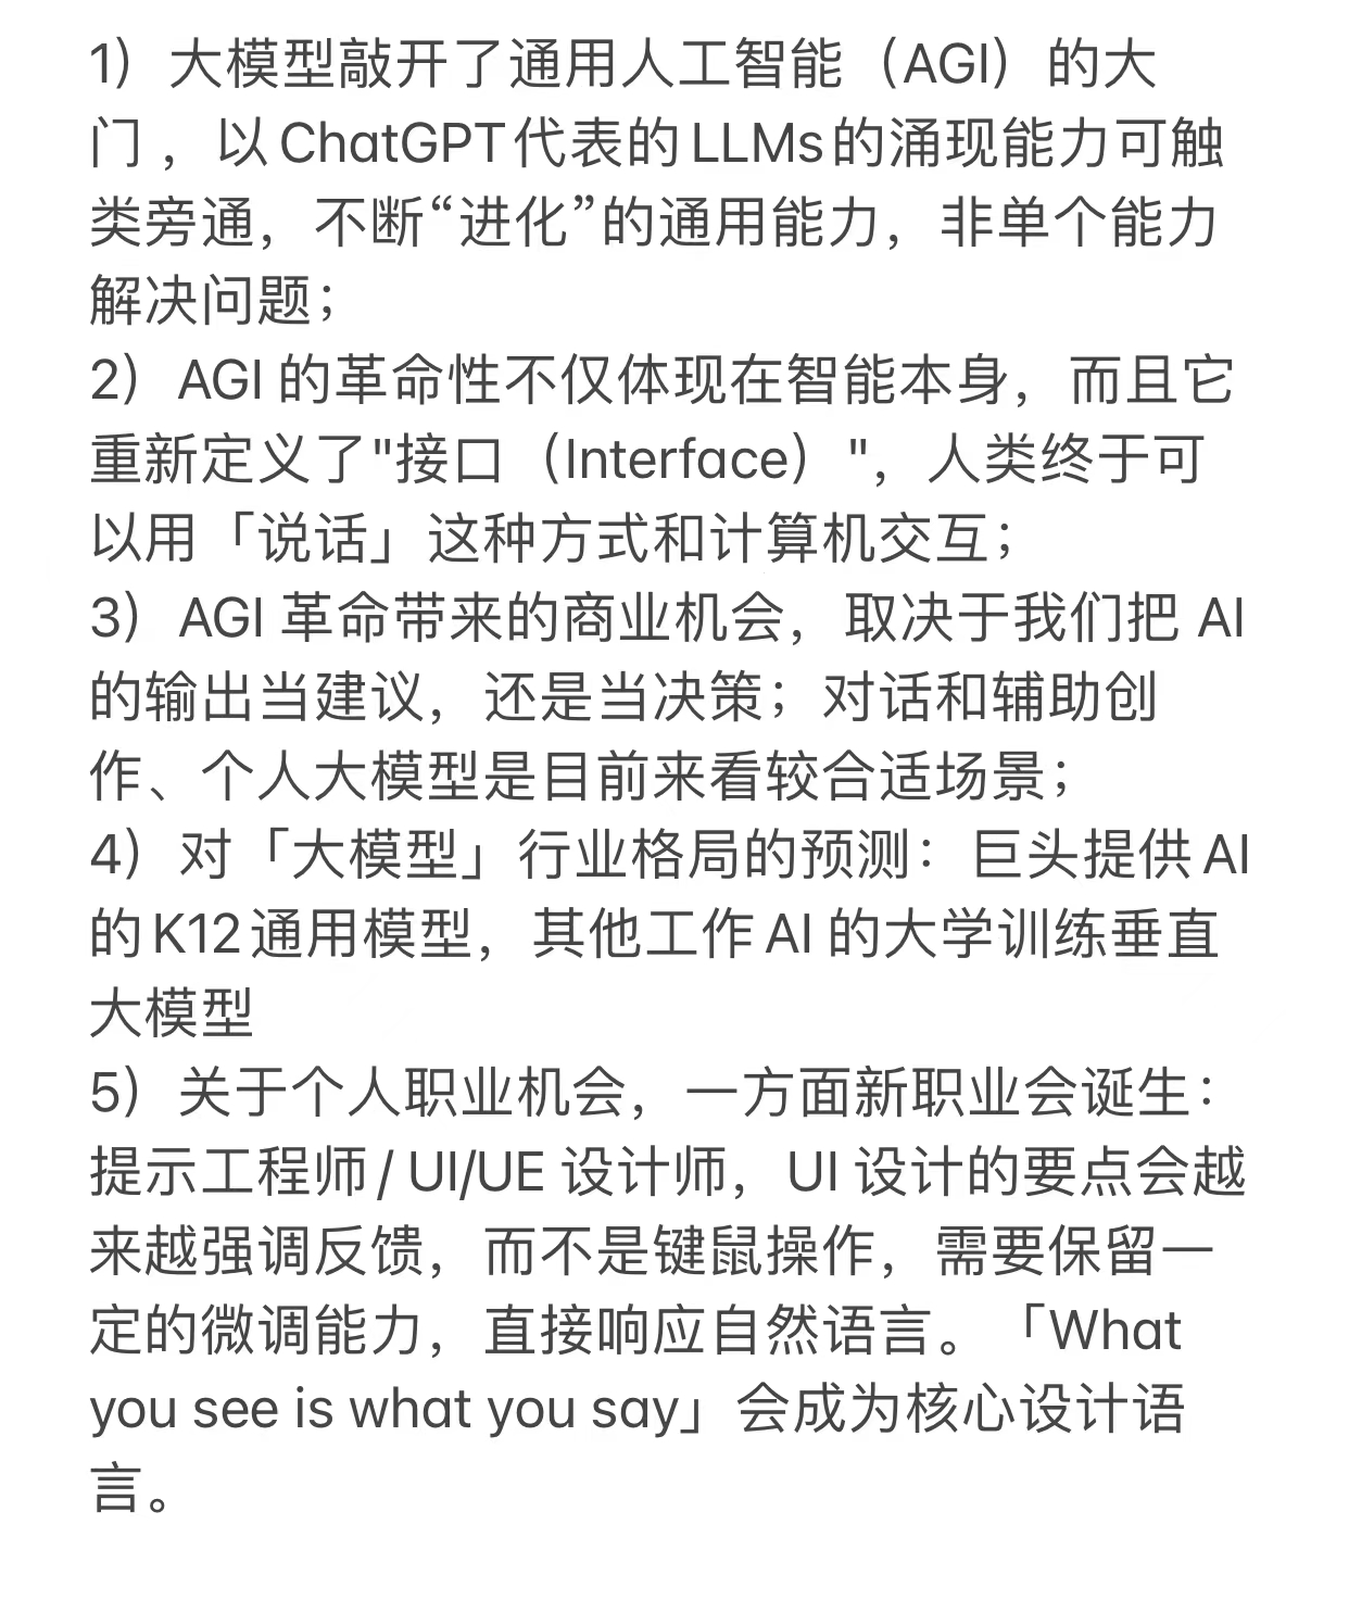 1）大模型敲开了通用人工智能（AGI）的大
门 ，以ChatGPT代表的LLMs的涌现能力可触
类旁通，不断“进化”的通用能力，非单个能力
解决问题；
2）AGI 的革命性不仅体现在智能本身，而且它
重新定义了"接口（Interface）"，人类终于可
以用「说话」这种方式和计算机交互；
3）AGI 革命带来的商业机会，取决于我们把 AI
的输出当建议，还是当决策；对话和辅助创
作、个人大模型是目前来看较合适场景；
4）对「大模型」行业格局的预测：巨头提供AI
的K12通用模型，其他工作AI的大学训练垂直
大模型
5）关于个人职业机会，一方面新职业会诞生：
提示工程师/ UI/UE 设计师，UI 设计的要点会越
来越强调反馈，而不是键鼠操作，需要保留一
定的微调能力，直接响应自然语言。「What
you see is what you say」会成为核心设计语
言。